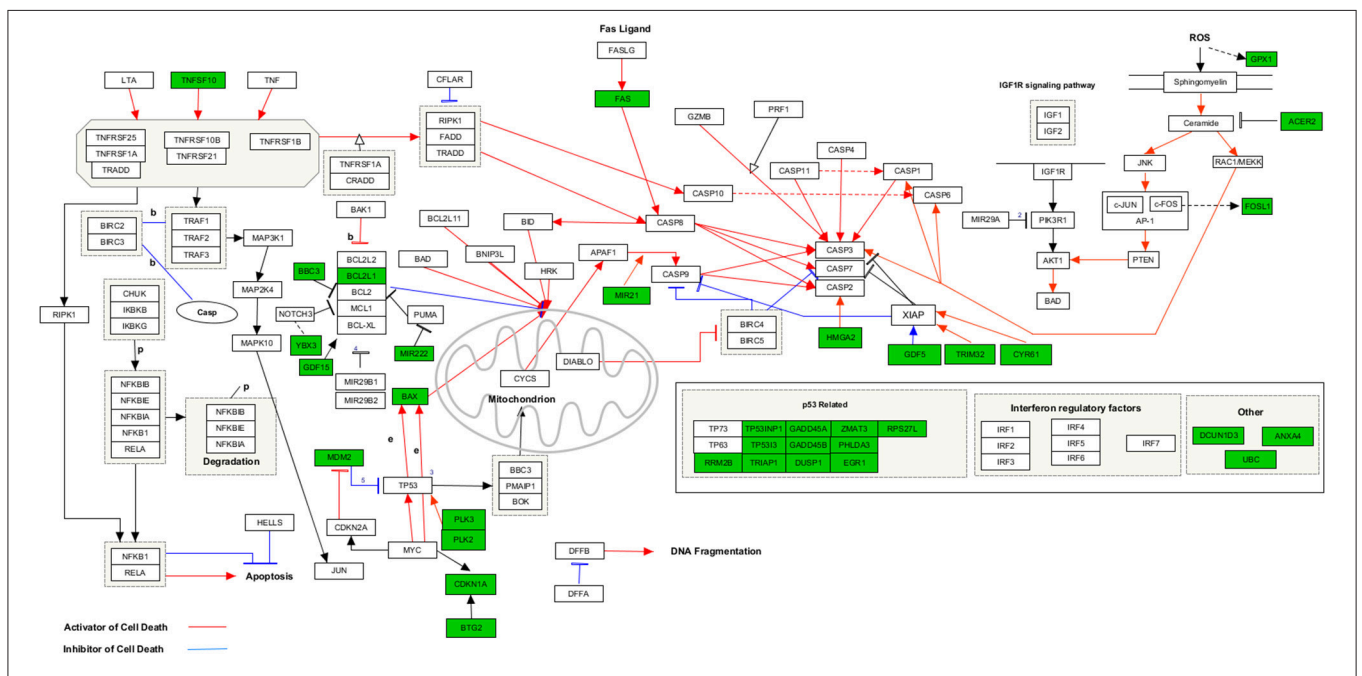 Fas Ligand
FASLG
FAS
ROS
GPX1
Sphingomyelin
Ceramide
ACER2
JNK
RAC1/MEKK
c-JUN
c-FOS
AP-1
FOSL1
PTEN
IGF1R signaling pathway
IGF1
IGF2
IGF1R
MIR29A
2
PIK3R1
AKT1
BAD
LTA
TNFSF10
TNF
TNFRSF25
TNFRSF1A
TRADD
TNFRSF10B
TNFRSF21
TNFRSF1B
CFLAR
RIPK1
FADD
TRADD
TNFRSF1A
CRADD
GZMB
PRF1
CASP4
CASP11
CASP1
CASP6
CASP10
CASP8
CASP3
CASP7
CASP2
BIRC2
BIRC3
b
b
TRAF1
TRAF2
TRAF3
MAP3K1
MAP2K4
MAPK10
Casp
RIPK1
CHUK
IKBKB
IKBKG
p
NFKBIB
NFKBIE
NFKBIA
NFKB1
RELA
p
NFKBIB
NFKBIE
NFKBIA
Degradation
BAK1
b
BCL2L2
BCL2L1
BCL2
MCL1
BCL-XL
BBC3
NOTCH3
YBX3
GDF15
4
MIR29B1
MIR29B2
PUMA
MIR222
BCL2L11
BAD
BNIP3L
BID
HRK
APAF1
CASP9
MIR21
BIRC4
BIRC5
DIABLO
CYCS
Mitochondrion
XIAP
HMGA2
GDF5
TRIM32
CYR61
BAX
e
e
MDM2
5
3
TP53
BBC3
PMAIP1
BOK
CDKN2A
PLK3
PLK2
MYC
CDKN1A
BTG2
HELLS
NFKB1
RELA
Apoptosis
JUN
DFFB
DFFA
DNA Fragmentation
p53 Related
TP73 TP53INP1 GADD45A ZMAT3 RPS27L
TP63 TP53I3 GADD45B PHLDA3
RRM2B TRIAP1 DUSP1 EGR1
Interferon regulatory factors
IRF1
IRF2
IRF3
IRF4
IRF5
IRF6
IRF7
Other
DCUN1D3
ANXA4
UBC
Activator of Cell Death
Inhibitor of Cell Death